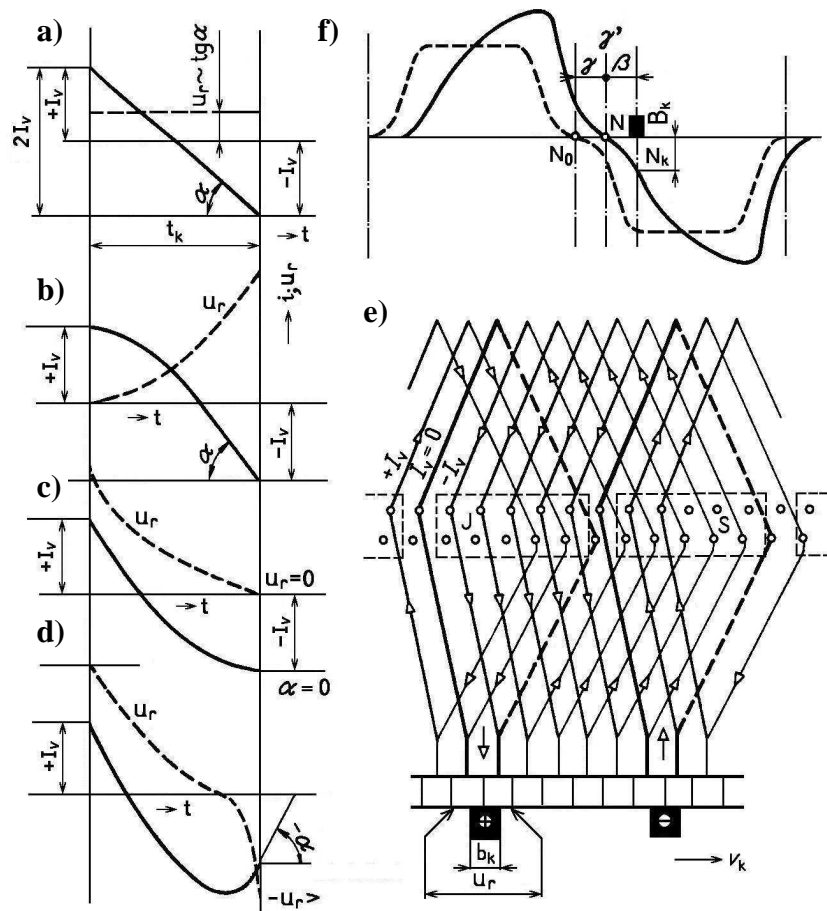 a)
2I_v
+I_v
u_r~tgα
-I_v
α
t_k
→ t
i; u_r
b)
u_r
+I_v
→ t
-I_v
α
c)
u_r
+I_v
u_r=0
→ t
-I_v
α=0
d)
u_r
+I_v
→ t
-α
-u_r>
f)
γ'
γ
β
N
B_k
N_0
N_k
e)
+I_v
I_v=0
-I_v
J
S
b_k
u_r
v_k